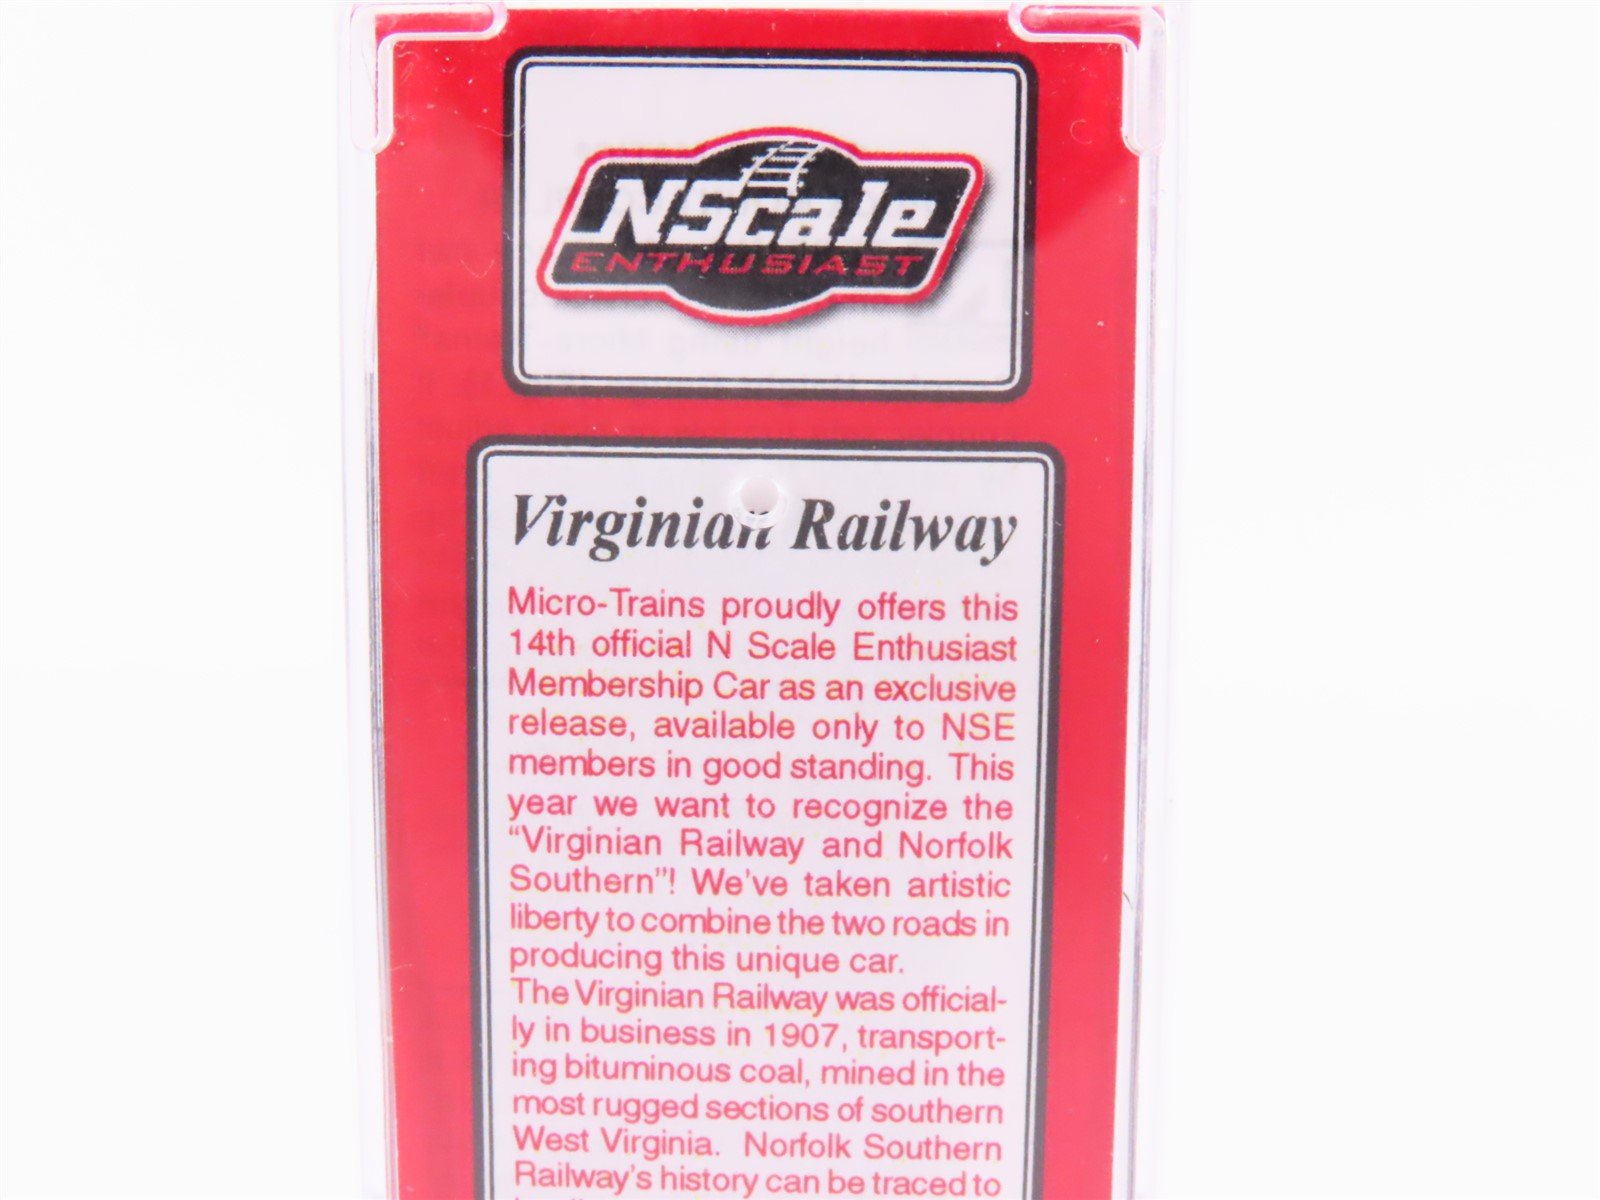 NScale
ENTHUSIAST
Virginian Railway
Micro-Trains proudly offers this
14th official N Scale Enthusiast
Membership Car as an exclusive
release, available only to NSE
members in good standing. This
year we want to recognize the
“Virginian Railway and Norfolk
Southern”! We've taken artistic
liberty to combine the two roads in
producing this unique car.
The Virginian Railway was official-
ly in business in 1907, transport-
ing bituminous coal, mined in the
most rugged sections of southern
West Virginia. Norfolk Southern
Railway's history can be traced to